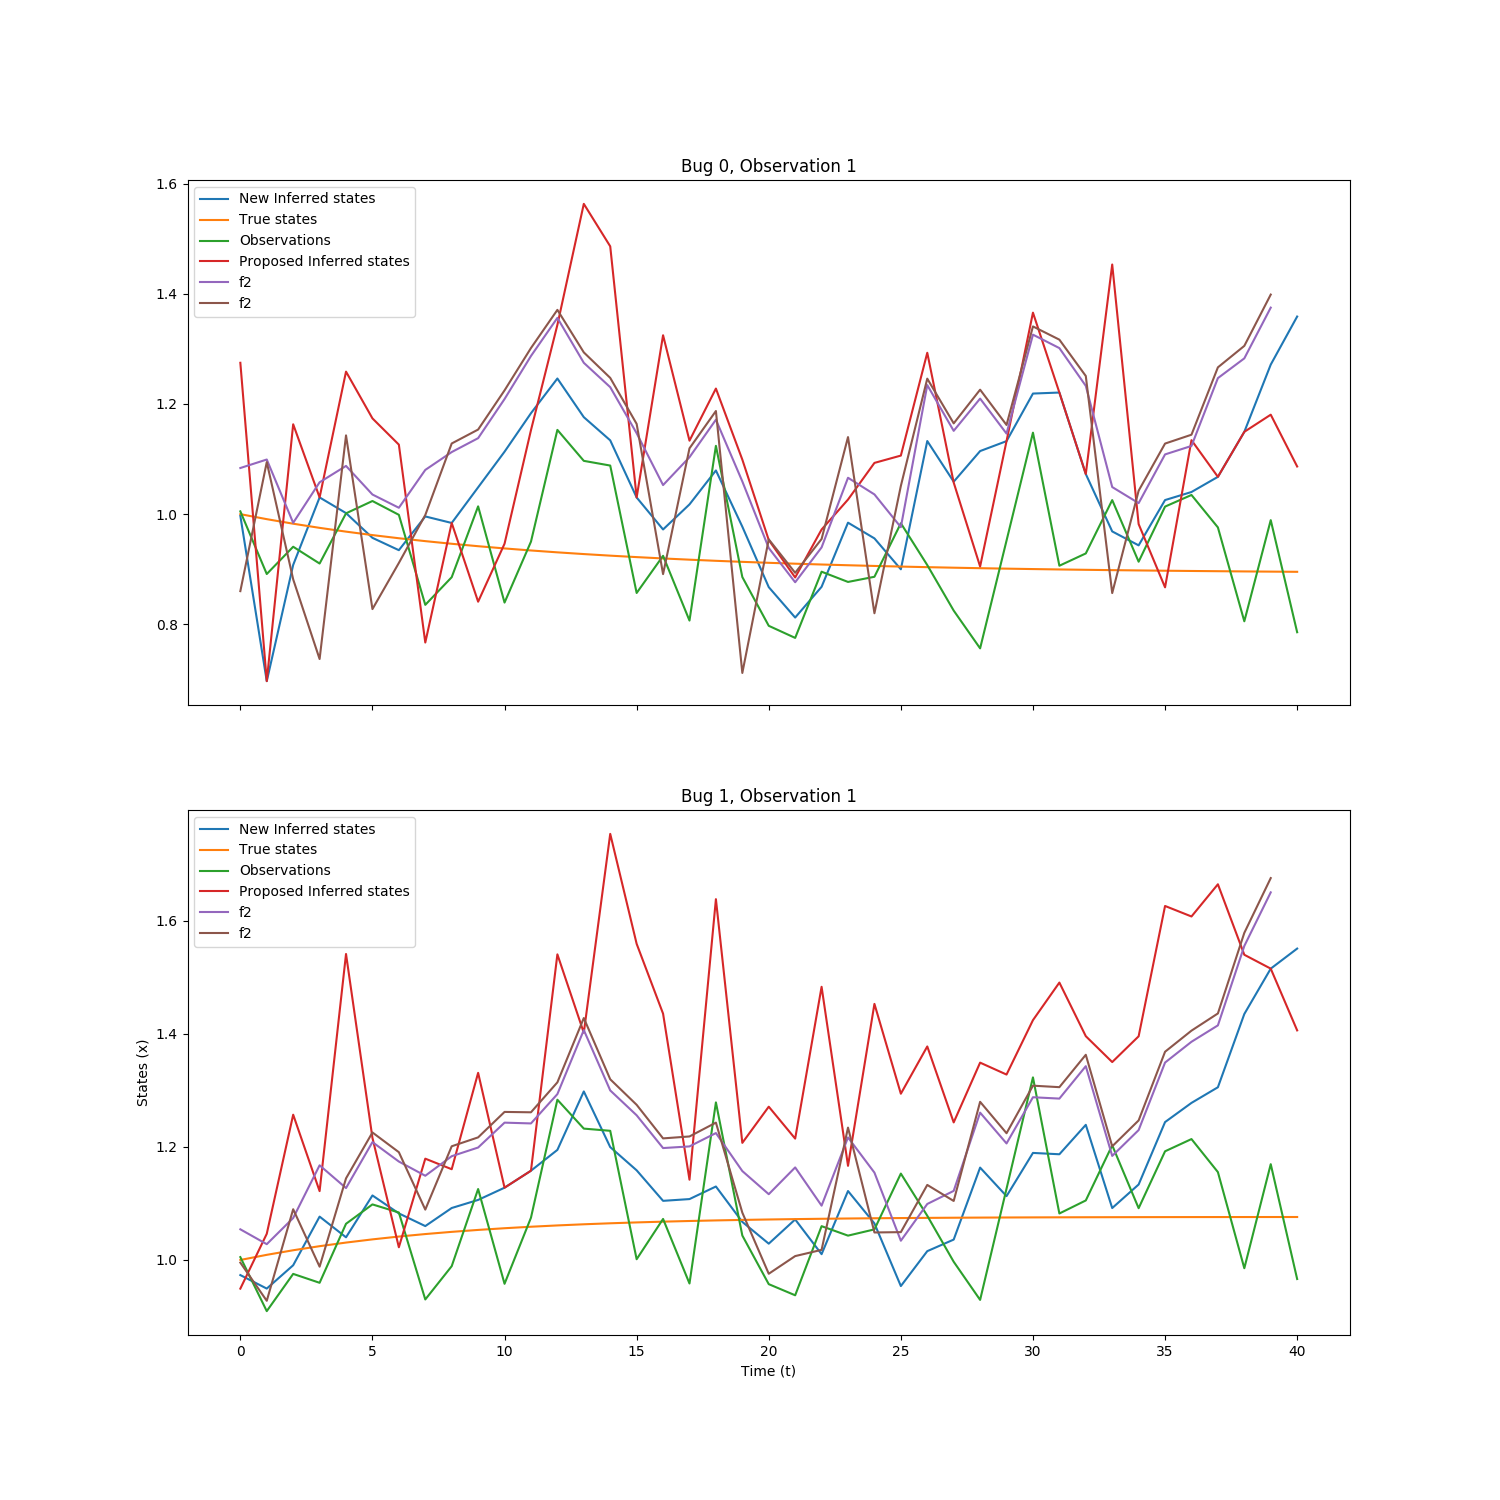 Bug 0, Observation 1
1.6
1.4
1.2
1.0
0.8
New Inferred states
True states
Observations
Proposed Inferred states
f2
f2
Bug 1, Observation 1
States (x)
1.6
1.4
1.2
1.0
New Inferred states
True states
Observations
Proposed Inferred states
f2
f2
0 5 10 15 20 25 30 35 40
Time (t)